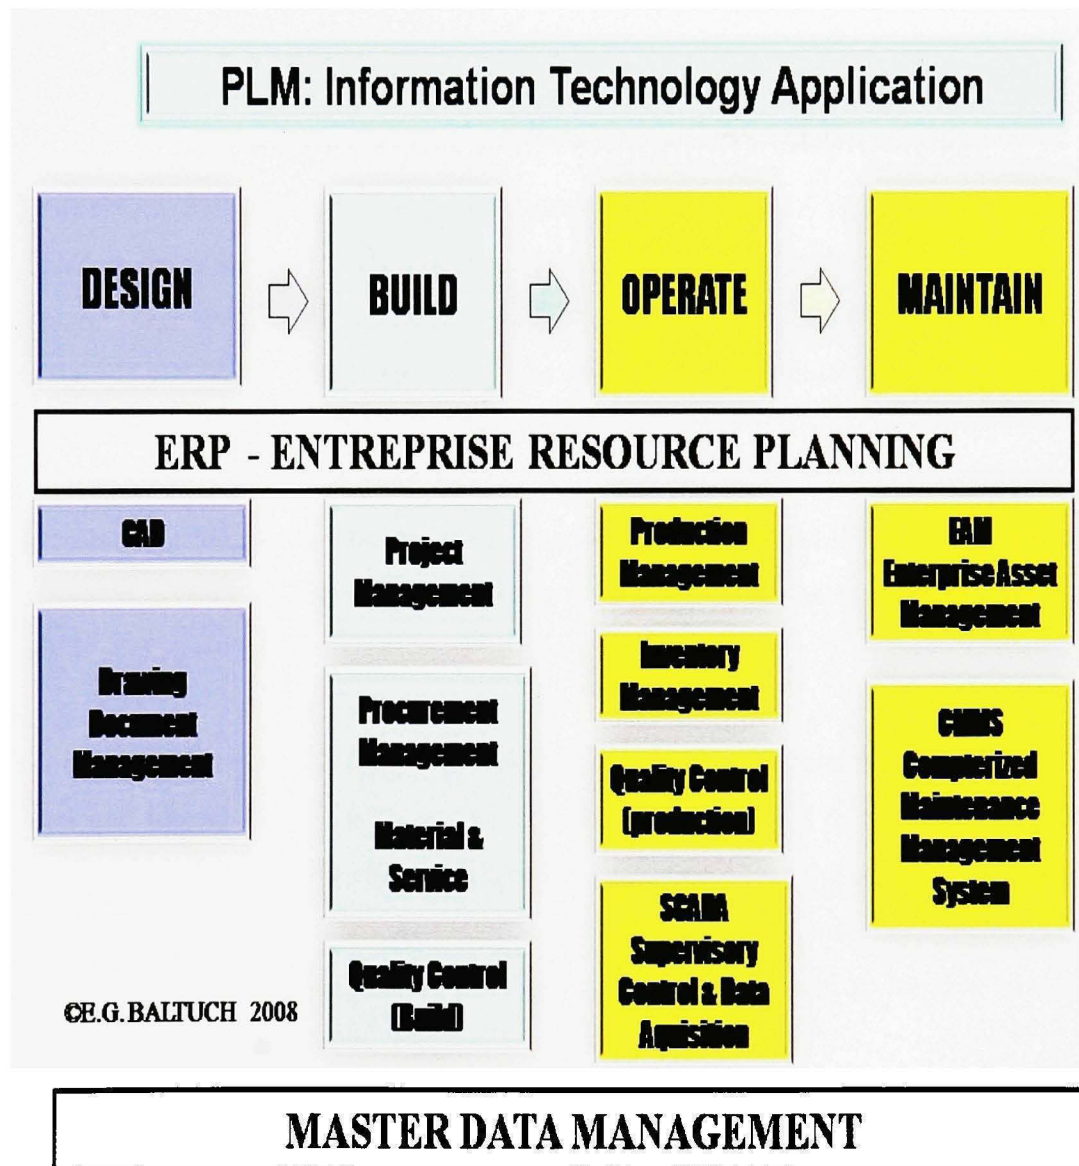 PLM: Information Technology Application
DESIGN
BUILD
OPERATE
MAINTAIN
ERP - ENTREPRISE RESOURCE PLANNING
CAD
Drawing
Document
Management
Project
Management
Procurement
Management
Material &
Service
Quality Control
(Build)
Production
Management
Inventory
Management
Quality Control
(production)
SCADA
Supervisory
Control & Data
Aquisition
EAM
Enterprise Asset
Management
CMMS
Compterized
Maintenance
Management
System
©E.G.BALTUCH 2008
MASTER DATA MANAGEMENT